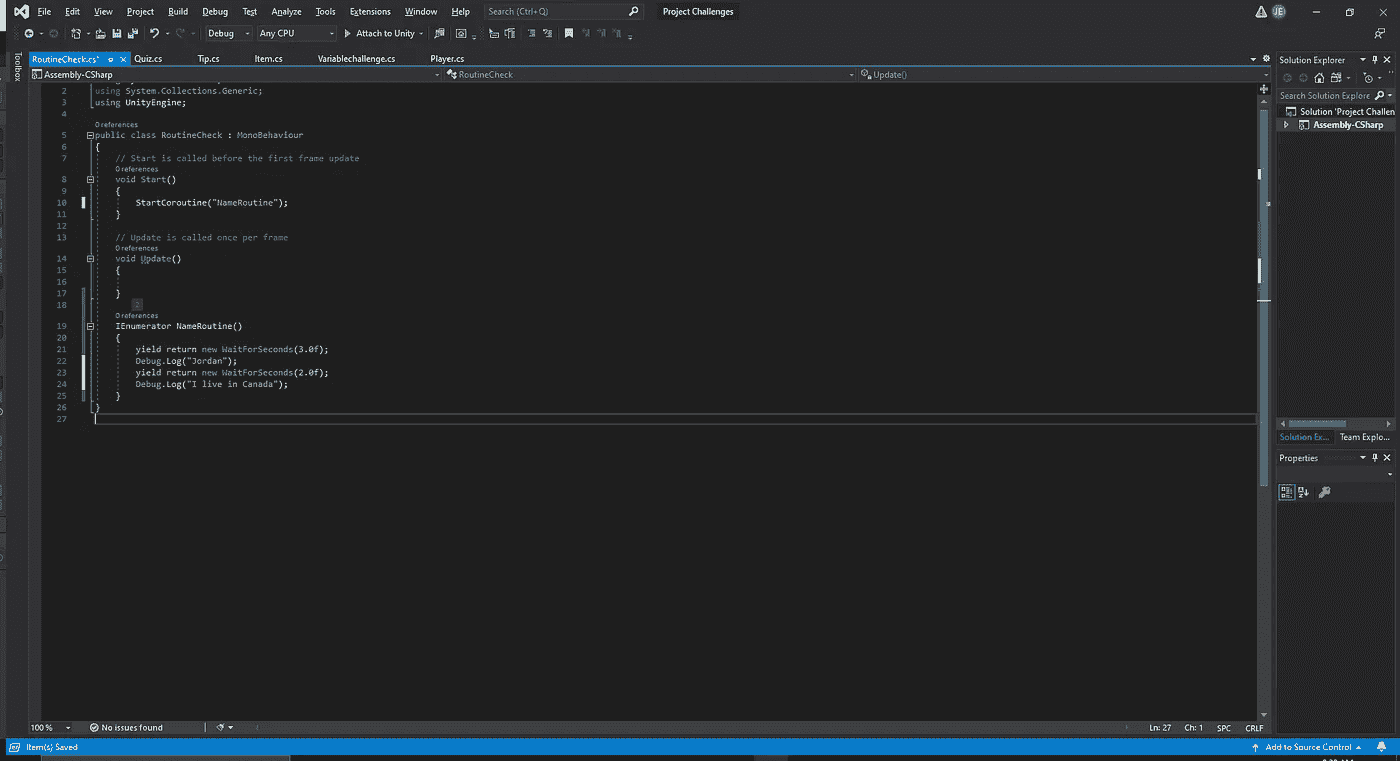 File Edit View Project Build Debug Test Analyze Tools Extensions Window Help Search (Ctrl+Q) Project Challenges JE
Debug Any CPU Attach to Unity
Toolbox
RoutineCheck.cs* Quiz.cs Tip.cs Item.cs Variablechallenge.cs Player.cs
Assembly-CSharp RoutineCheck Update()
2 using System.Collections.Generic;
3 using UnityEngine;
4
0 references
5 public class RoutineCheck : MonoBehaviour
6 {
7 // Start is called before the first frame update
0 references
8 void Start()
9 {
10 StartCoroutine("NameRoutine");
11 }
12
13 // Update is called once per frame
0 references
14 void Update()
15 {
16
17 }
18
0 references
19 IEnumerator NameRoutine()
20 {
21 yield return new WaitForSeconds(3.0f);
22 Debug.Log("Jordan");
23 yield return new WaitForSeconds(2.0f);
24 Debug.Log("I live in Canada");
25 }
26 }
27
100 % No issues found Ln: 27 Ch: 1 SPC CRLF
Item(s) Saved Add to Source Control
Solution Explorer
Search Solution Explore
Solution 'Project Challen
Assembly-CSharp
Solution Ex... Team Explo...
Properties